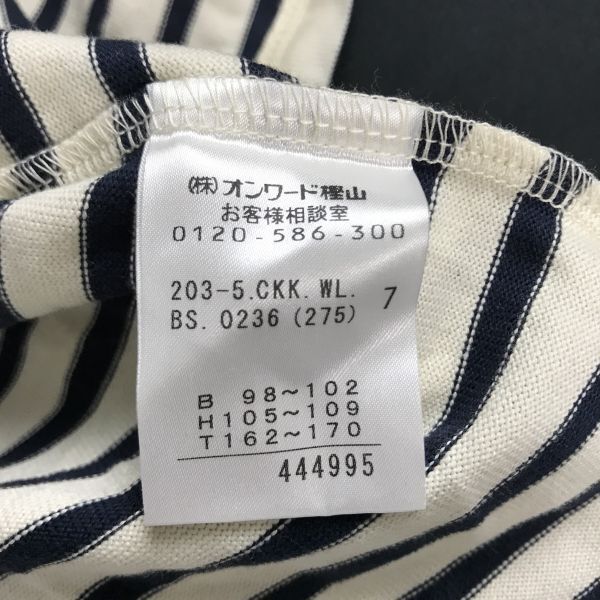 (株)オンワード樫山
お客様相談室
0120-586-300
203-5.CKK.WL. 7
BS.0236(275)
B 98~102
H105~109
T162~170
444995